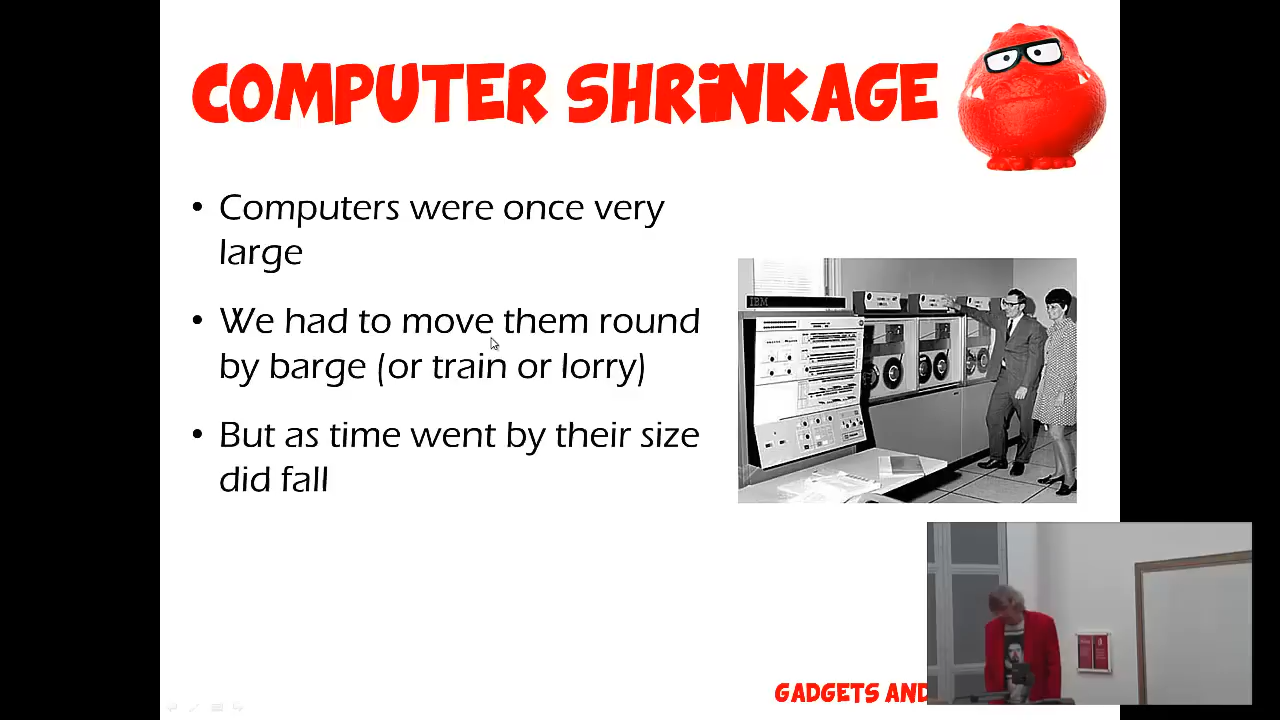 COMPUTER SHRiNKAGE
• Computers were once very
large
• We had to move them round
by barge (or train or lorry)
• But as time went by their size
did fall
IBM
GADGETS AND